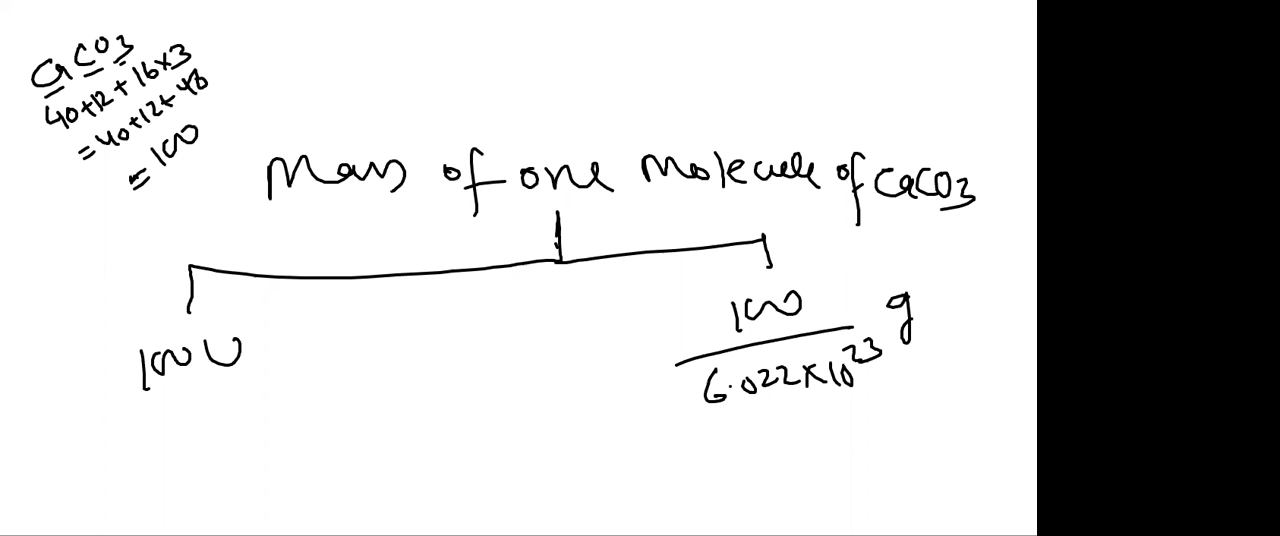 CaCO3
40+12+16×3
=40+12+48
=100
Mass of one Molecule of CaCO3
100 U
100
6.022×10^23 g